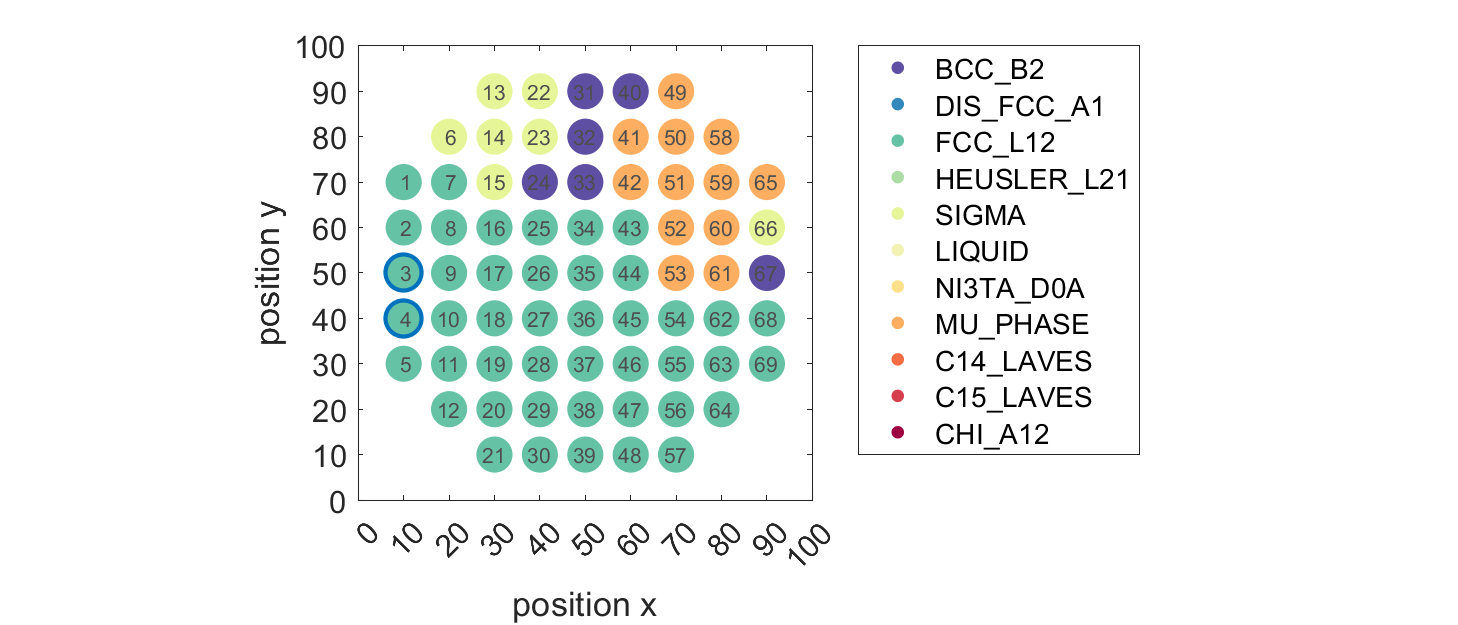 100
90 13 22 31 40 49
80 6 14 23 32 41 50 58
70 1 7 15 24 33 42 51 59 65
60 2 8 16 25 34 43 52 60 66
50 3 9 17 26 35 44 53 61 67
40 4 10 18 27 36 45 54 62 68
30 5 11 19 28 37 46 55 63 69
20 12 20 29 38 47 56 64
10 21 30 39 48 57
0
0 10 20 30 40 50 60 70 80 90 100
position x
position y
BCC_B2
DIS_FCC_A1
FCC_L12
HEUSLER_L21
SIGMA
LIQUID
NI3TA_D0A
MU_PHASE
C14_LAVES
C15_LAVES
CHI_A12